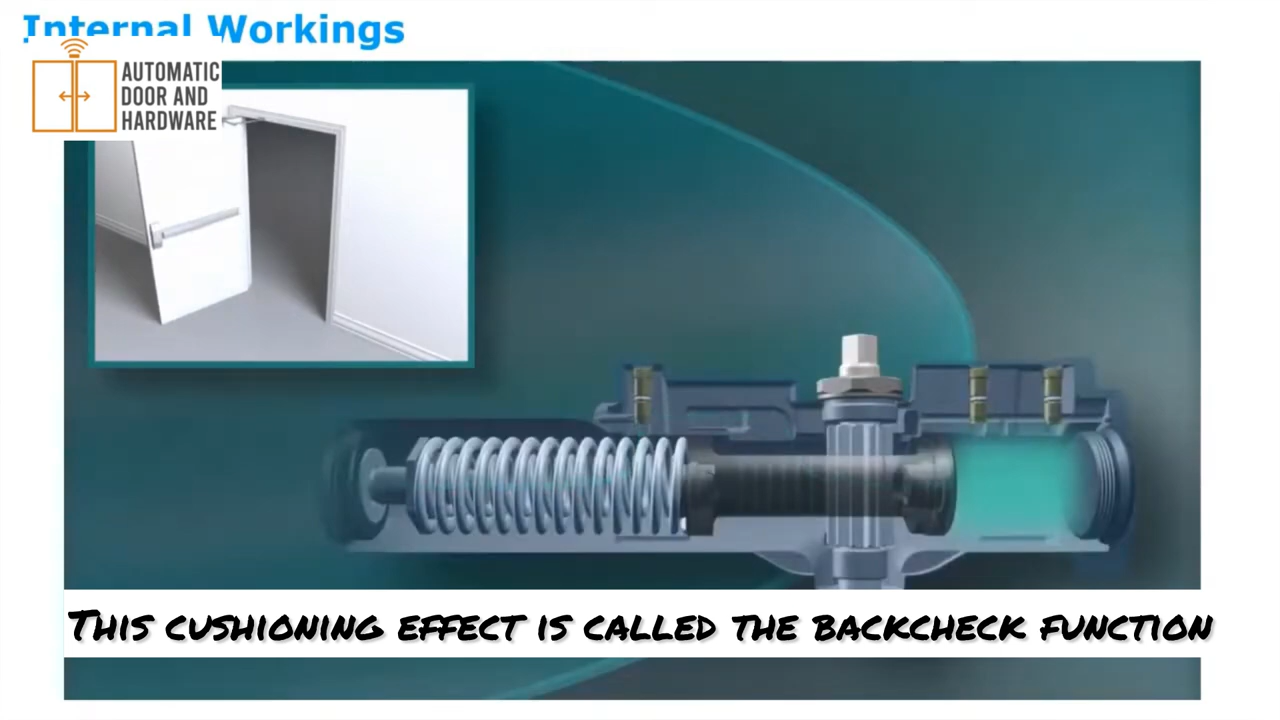 Internal Workings
AUTOMATIC
DOOR AND
HARDWARE
This cushioning effect is called the backcheck function